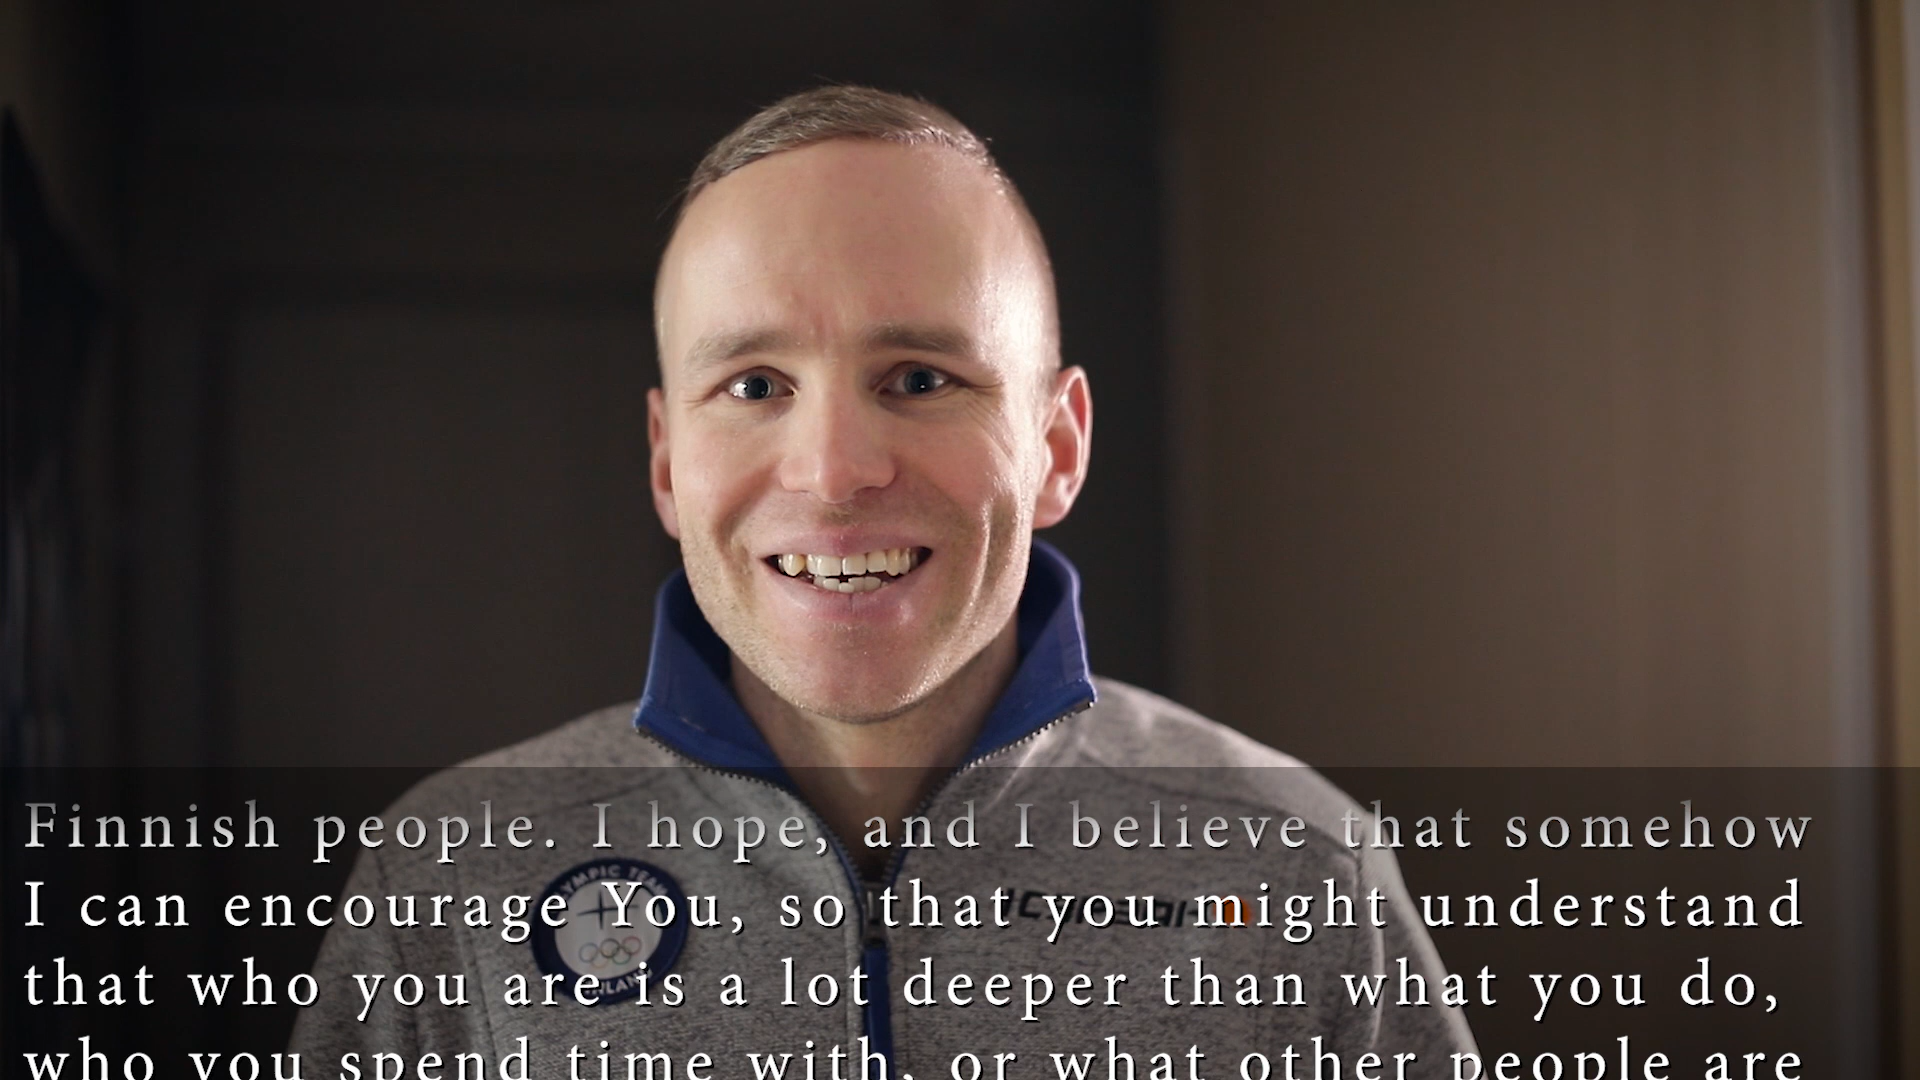 Finnish people. I hope, and I believe that somehow
I can encourage You, so that you might understand
that who you are is a lot deeper than what you do,
who you spend time with, or what other people are